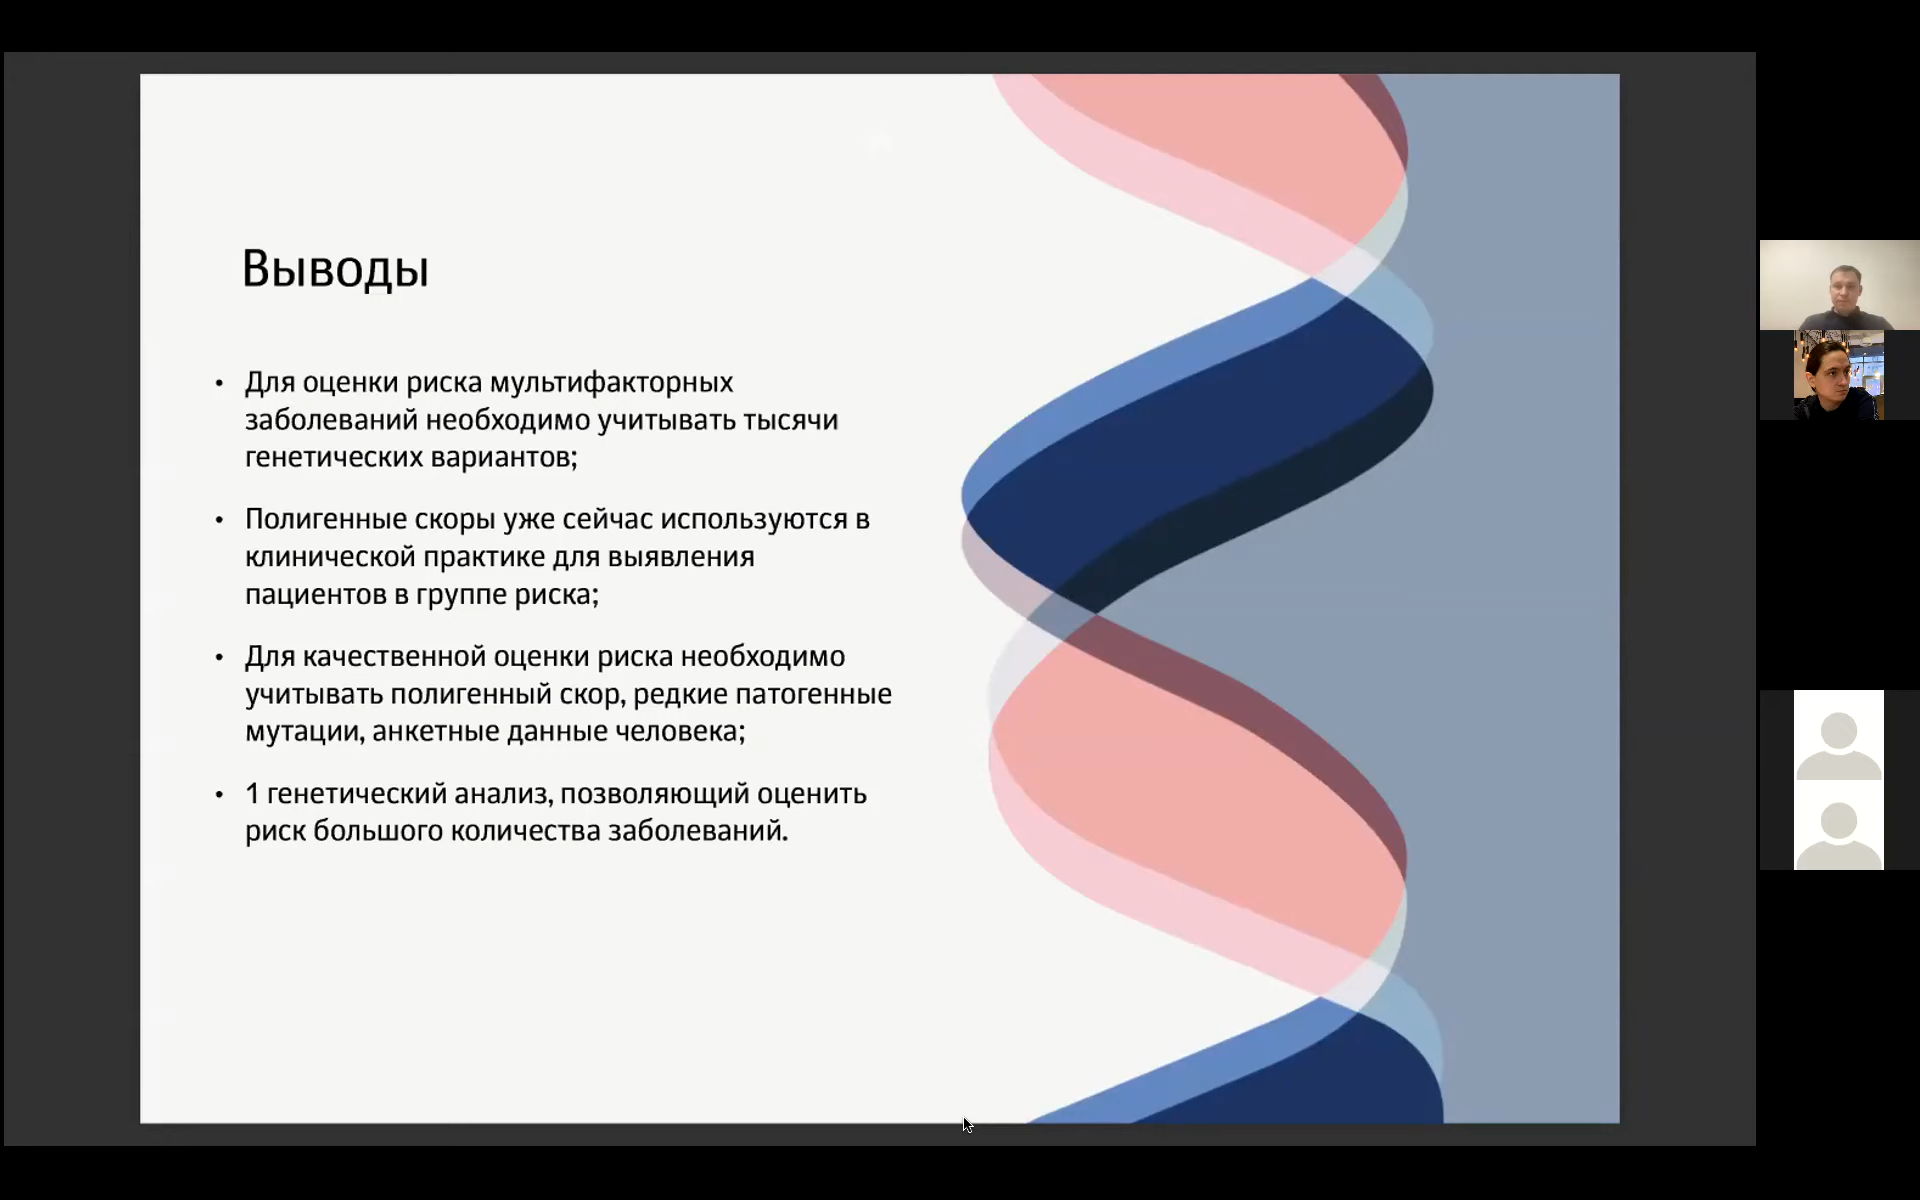 Выводы
• Для оценки риска мультифакторных
заболеваний необходимо учитывать тысячи
генетических вариантов;
• Полигенные скоры уже сейчас используются в
клинической практике для выявления
пациентов в группе риска;
• Для качественной оценки риска необходимо
учитывать полигенный скор, редкие патогенные
мутации, анкетные данные человека;
• 1 генетический анализ, позволяющий оценить
риск большого количества заболеваний.